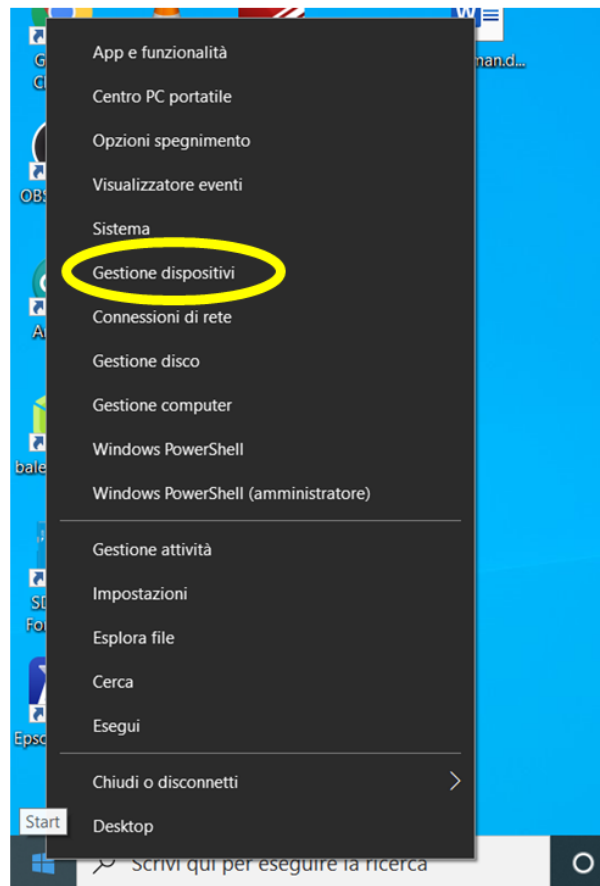 App e funzionalità
man.d...
Centro PC portatile
Opzioni spegnimento
Visualizzatore eventi
OBS
Sistema
Gestione dispositivi
Connessioni di rete
Gestione disco
Gestione computer
Windows PowerShell
bale
Windows PowerShell (amministratore)
Gestione attività
Impostazioni
Esplora file
Cerca
Esegui
Epso
Chiudi o disconnetti
Start
Desktop
Scrivi qui per eseguire la ricerca